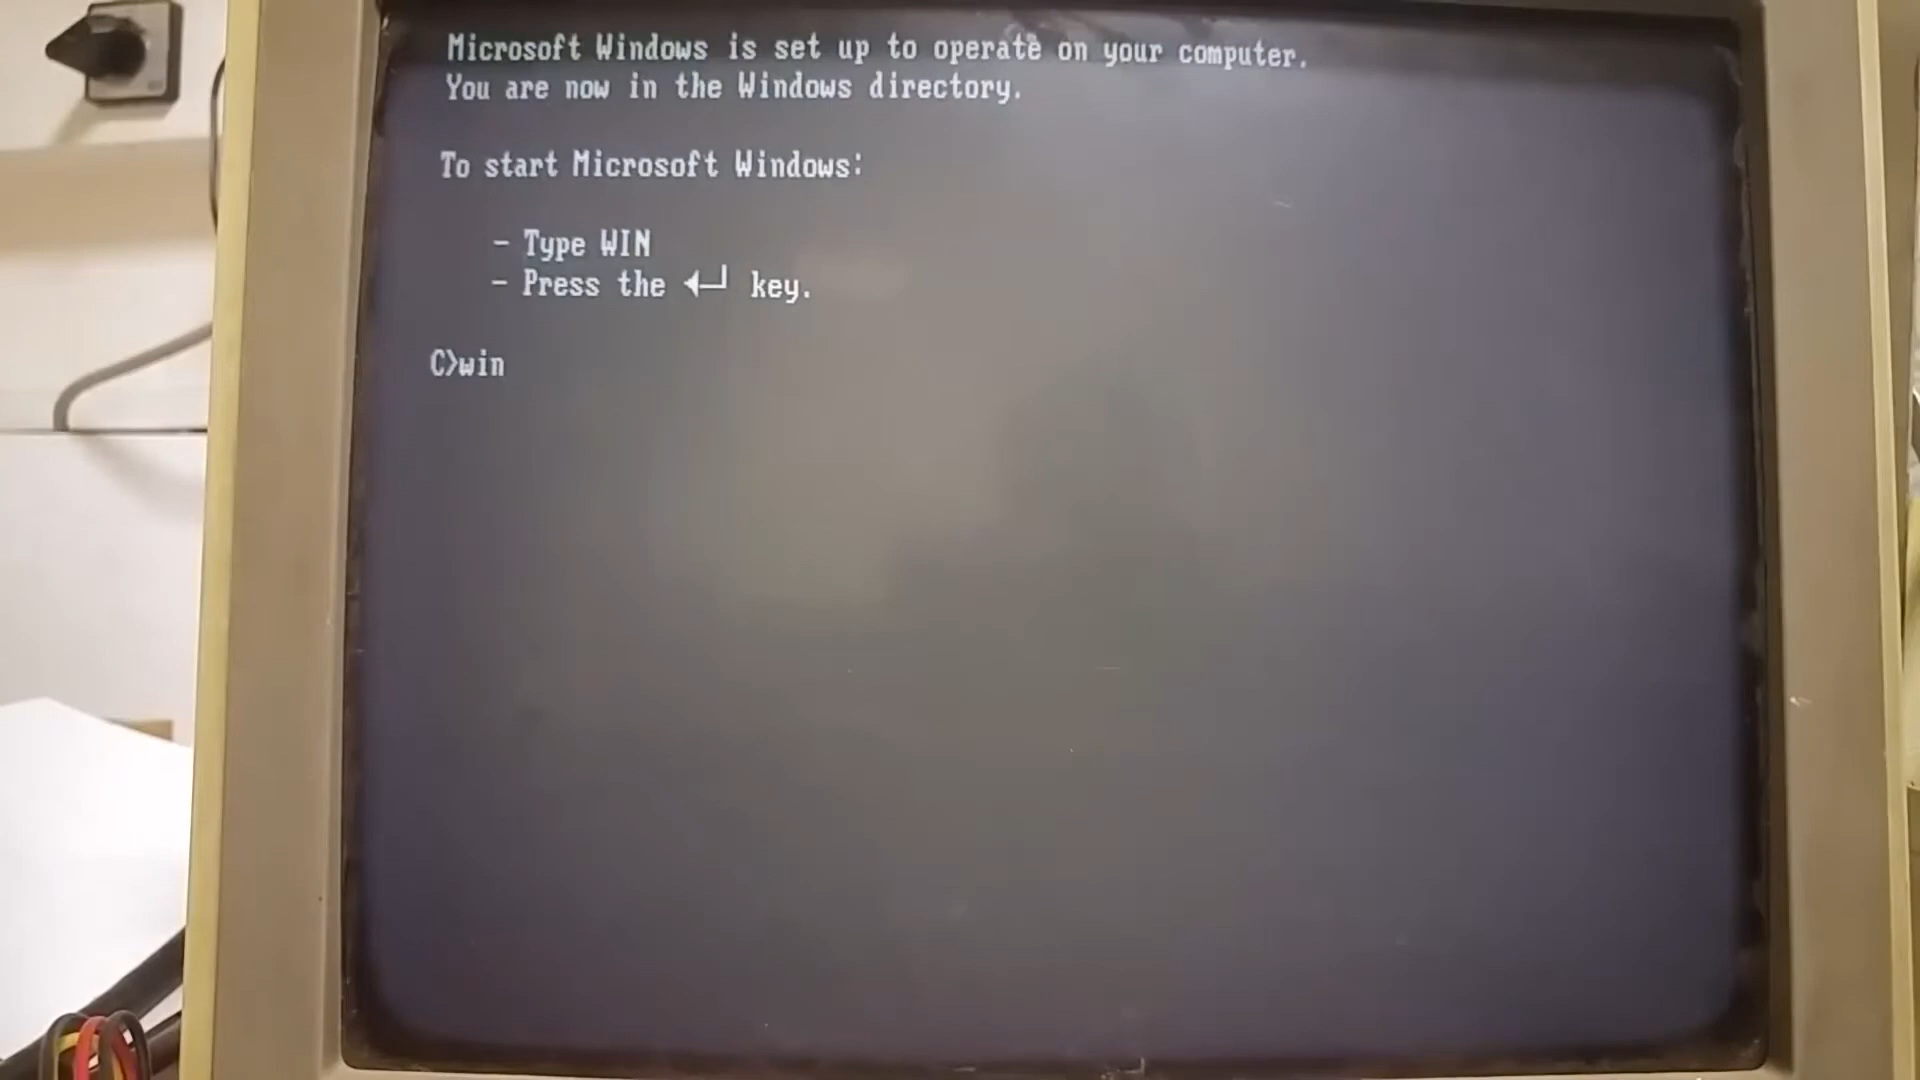 Microsoft Windows is set up to operate on your computer.
You are now in the Windows directory.
To start Microsoft Windows:
- Type WIN
- Press the ◄─┘ key.
C>win